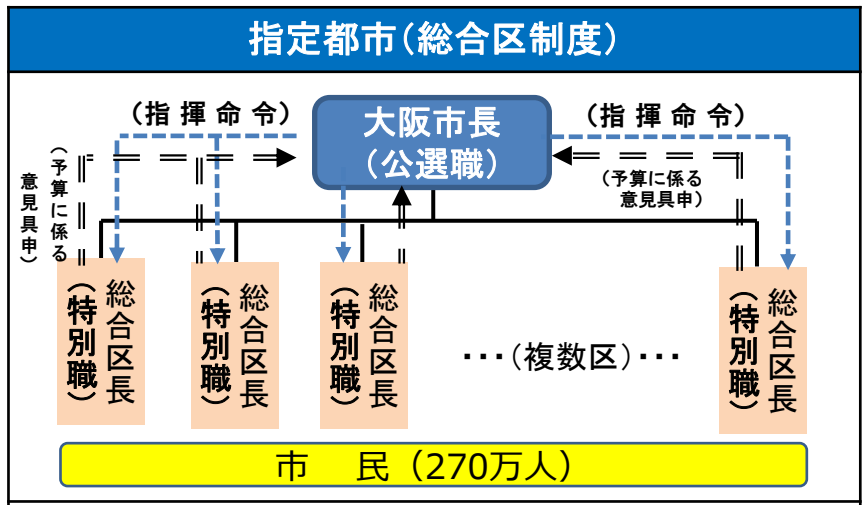 指定都市(総合区制度)
(指揮命令)
大阪市長
(公選職)
(指揮命令)
(予算に係る
意見具申)
(予算に係る
意見具申)
総合区長
(特別職)
総合区長
(特別職)
総合区長
(特別職)
・・・(複数区)・・・
総合区長
(特別職)
市 民(270万人)